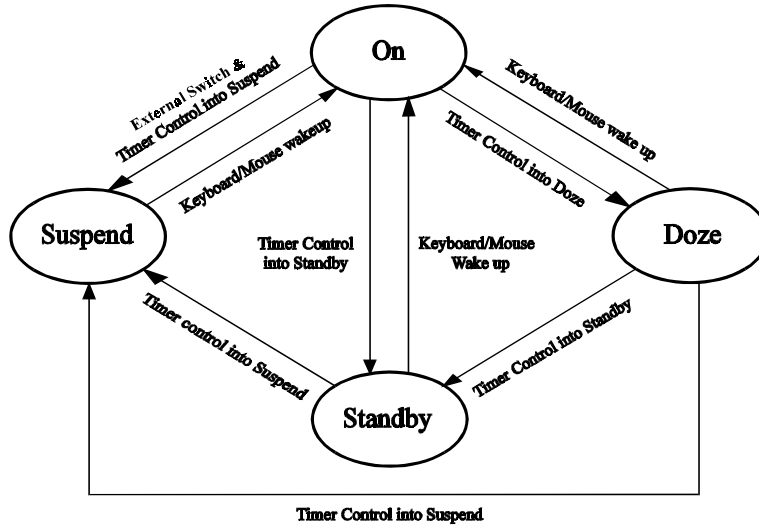 On
External Switch &
Timer Control into Suspend
Keyboard/Mouse wakeup
Keyboard/Mouse wake up
Timer Control into Doze
Suspend
Timer Control
into Standby
Keyboard/Mouse
Wake up
Doze
Timer control into Suspend
Timer Control into Standby
Standby
Timer Control into Suspend